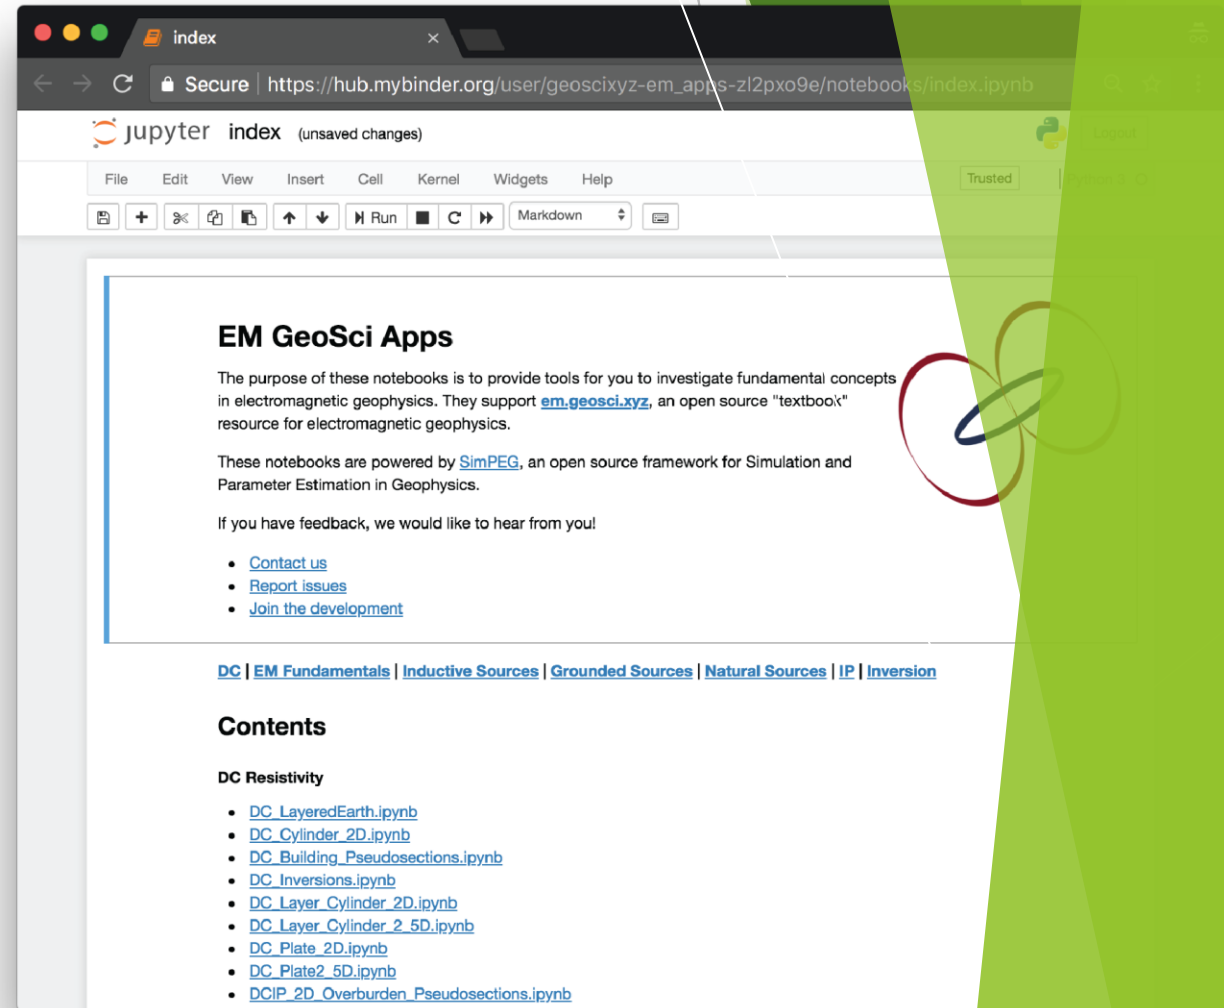 index
Secure | https://hub.mybinder.org/user/geoscixyz-em_apps-zl2pxo9e/notebooks/index.ipynb
jupyter index (unsaved changes)
Logout
File Edit View Insert Cell Kernel Widgets Help Trusted Python 3
Run Markdown
EM GeoSci Apps
The purpose of these notebooks is to provide tools for you to investigate fundamental concepts
in electromagnetic geophysics. They support em.geosci.xyz, an open source "textbook"
resource for electromagnetic geophysics.
These notebooks are powered by SimPEG, an open source framework for Simulation and
Parameter Estimation in Geophysics.
If you have feedback, we would like to hear from you!
• Contact us
• Report issues
• Join the development
DC | EM Fundamentals | Inductive Sources | Grounded Sources | Natural Sources | IP | Inversion
Contents
DC Resistivity
• DC_LayeredEarth.ipynb
• DC_Cylinder_2D.ipynb
• DC_Building_Pseudosections.ipynb
• DC_Inversions.ipynb
• DC_Layer_Cylinder_2D.ipynb
• DC_Layer_Cylinder_2_5D.ipynb
• DC_Plate_2D.ipynb
• DC_Plate2_5D.ipynb
• DCIP_2D_Overburden_Pseudosections.ipynb